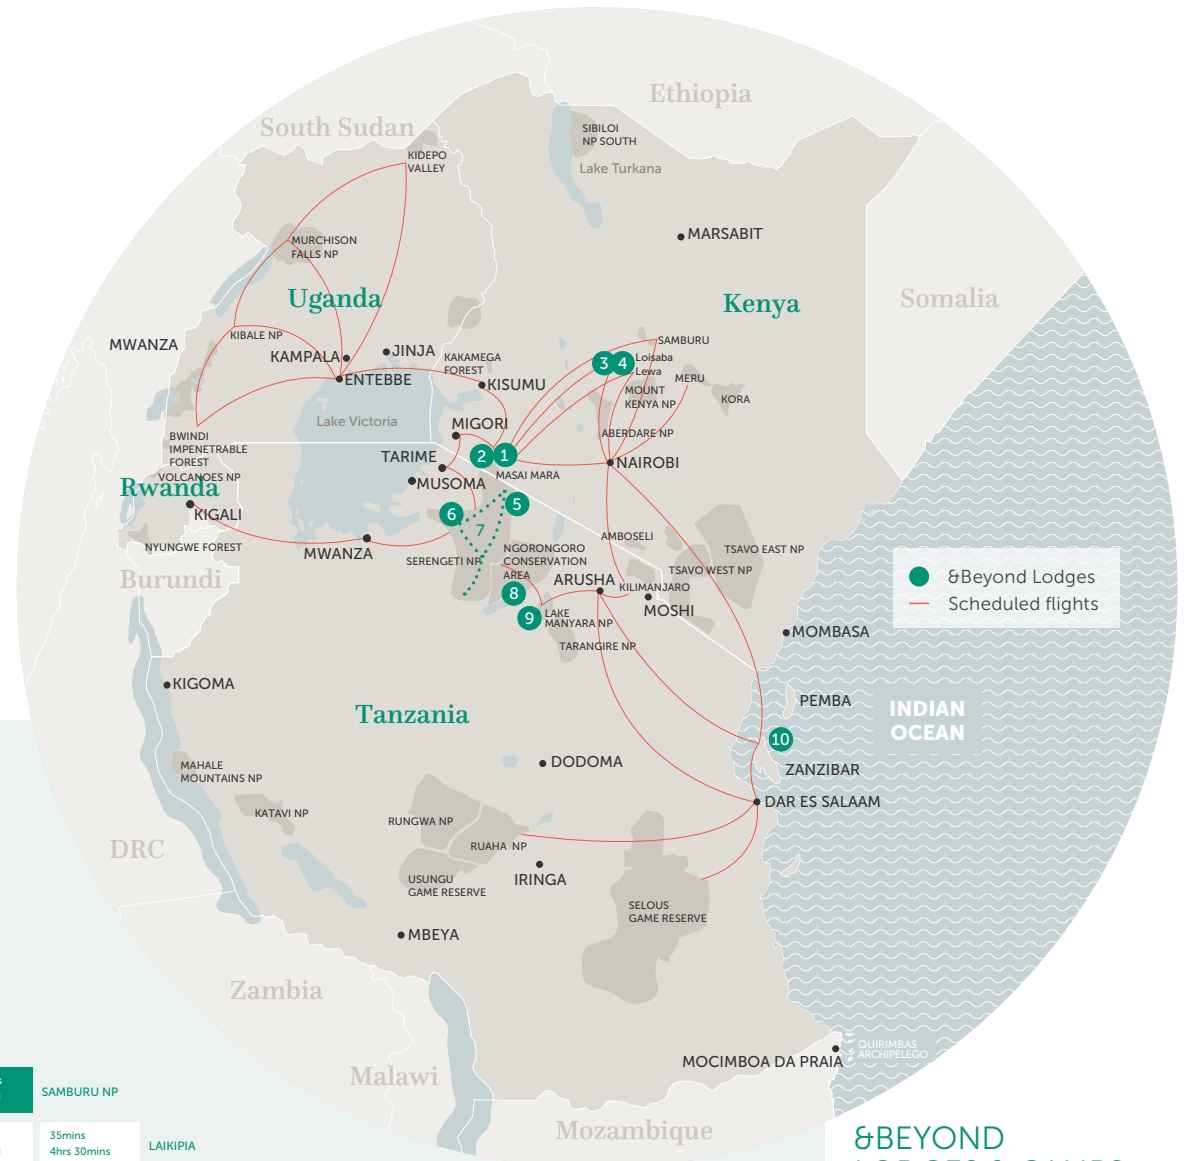 Ethiopia
South Sudan
SIBILOI
NP SOUTH
KIDEPO
VALLEY
Lake Turkana
MARSABIT
MURCHISON
FALLS NP
Uganda
Kenya
Somalia
KIBALE NP
MWANZA
KAMPALA
JINJA
KAKAMEGA
FOREST
SAMBURU
3
4
Loisaba
Lewa
ENTEBBE
KISUMU
MERU
MOUNT
KENYA NP
KORA
Lake Victoria
MIGORI
ABERDARE NP
BWINDI
IMPENETRABLE
FOREST
TARIME
2
1
NAIROBI
VOLCANOES NP
MASAI MARA
Rwanda
MUSOMA
KIGALI
6
5
7
NYUNGWE FOREST
MWANZA
SERENGETI NP
NGORONGORO
CONSERVATION
AREA
AMBOSELI
TSAVO EAST NP
TSAVO WEST NP
&Beyond Lodges
Scheduled flights
Burundi
ARUSHA
KILIMANJARO
8
MOSHI
9
LAKE
MANYARA NP
MOMBASA
TARANGIRE NP
KIGOMA
PEMBA
INDIAN
OCEAN
Tanzania
10
ZANZIBAR
MAHALE
MOUNTAINS NP
DODOMA
DAR ES SALAAM
KATAVI NP
RUNGWA NP
DRC
RUAHA NP
USUNGU
GAME RESERVE
IRINGA
SELOUS
GAME RESERVE
MBEYA
Zambia
MOCIMBOA DA PRAIA
QUIRIMBAS
ARCHIPELEGO
Malawi
SAMBURU NP
Mozambique
35mins
4hrs 30mins
LAIKIPIA
&BEYOND